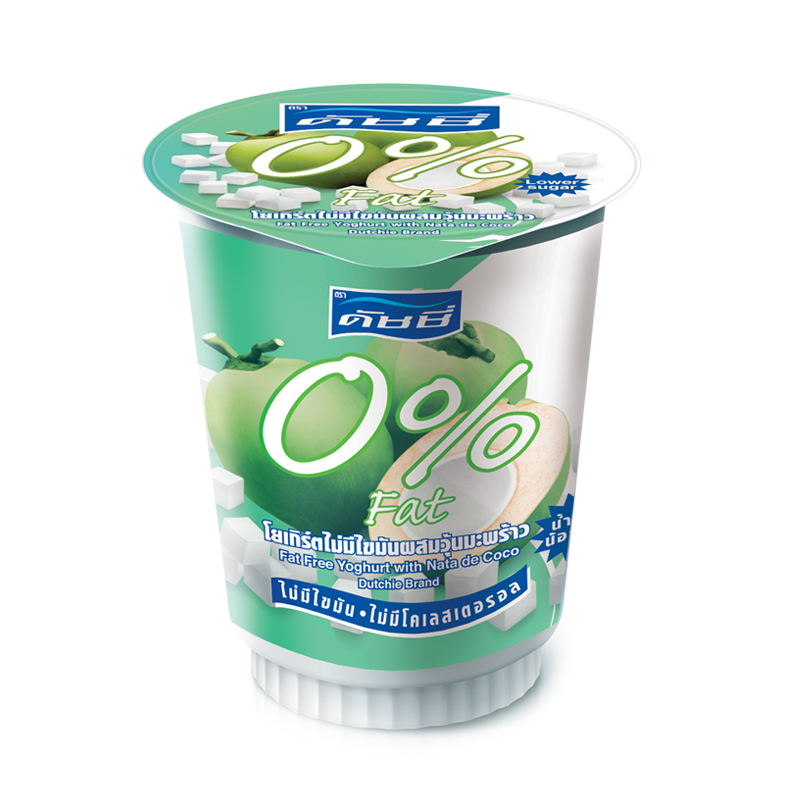 ตรา
ดัชชี่
0%
Fat
Lower
sugar
โยเกิร์ตไม่มีไขมันผสมวุ้นมะพร้าว
Fat Free Yoghurt with Nata de Coco
Dutchie Brand
ตรา
ดัชชี่
0%
Fat
โยเกิร์ตไม่มีไขมันผสมวุ้นมะพร้าว
Fat Free Yoghurt with Nata de Coco
Dutchie Brand
ไม่มีไขมัน • ไม่มีโคเลสเตอรอล